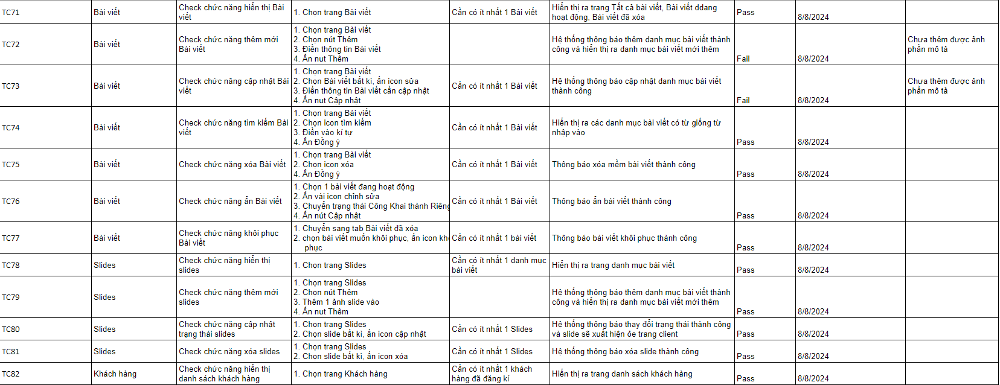 TC71
Bài viết
Check chức năng hiển thị Bài
viết
1. Chọn trang Bài viết
Cần có ít nhất 1 Bài viết
Hiển thị ra trang Tất cả bài viết, Bài viết ddang
hoạt động, Bài viết đã xóa
Pass
8/8/2024
TC72
Bài viết
Check chức năng thêm mới
Bài viết
1. Chọn trang Bài viết
2. Chọn nút Thêm
3. Điền thông tin Bài viết
4. Ấn nut Thêm
Hệ thống thông báo thêm danh mục bài viết thành
công và hiển thị ra danh mục bài viết mới thêm
Fail
8/8/2024
Chưa thêm được ảnh
phần mô tả
TC73
Bài viết
Check chức năng cập nhật Bài
viết
1. Chọn trang Bài viết
2. Chọn Bài viết bất kì, ấn icon sửa
3. Điền thông tin Bài viết cần cập nhật
4. Ấn nut Cập nhật
Cần có ít nhất 1 Bài viết
Hệ thống thông báo cập nhật danh mục bài viết
thành công
Fail
8/8/2024
Chưa thêm được ảnh
phần mô tả
TC74
Bài viết
Check chức năng tìm kiếm Bài
viết
1. Chọn trang Bài viết
2. Chọn icon tìm kiếm
3. Điền vào kí tự
4. Ấn Đồng ý
Cần có ít nhất 1 Bài viết
Hiển thị ra các danh mục bài viết có từ giống từ
nhập vào
Pass
8/8/2024
TC75
Bài viết
Check chức năng xóa Bài viết
1. Chọn trang Bài viết
2. Chọn icon xóa
4. Ấn Đồng ý
Cần có ít nhất 1 Bài viết
Thông báo xóa mềm bài viết thành công
Pass
8/8/2024
TC76
Bài viết
Check chức năng ẩn Bài viết
1. Chọn 1 bài viết đang hoạt động
2. Ấn vài icon chỉnh sửa
3. Chuyển trạng thái Công Khai thành Riêng
4. Ấn nút Cập nhật
Cần có ít nhất 1 Bài viết
Thông báo ẩn bài viết thành công
Pass
8/8/2024
TC77
Bài viết
Check chức năng khôi phục
Bài viết
1. Chuyển sang tab Bài viết đã xóa
2. chọn bài viết muốn khôi phục, ấn icon
phục
Cần có ít nhất 1 bài viết
Thông báo bài viết khôi phục thành công
Pass
8/8/2024
TC78
Slides
Check chức năng hiển thị
slides
1. Chọn trang Slides
Cần có ít nhất 1 danh mục
bài viết
Hiển thị ra trang danh mục bài viết
Pass
8/8/2024
TC79
Slides
Check chức năng thêm mới
slides
1. Chọn trang Slides
2. Chọn nút Thêm
3. Thêm 1 ảnh slide vào
4. Ấn nut Thêm
Hệ thống thông báo thêm danh mục bài viết thành
công và hiển thị ra danh mục bài viết mới thêm
Pass
8/8/2024
TC80
Slides
Check chức năng cập nhật
trạng thái slides
1. Chọn trang Slides
2. Chọn slide bất kì, ấn icon cập nhật
Cần có ít nhất 1 Slides
Hệ thống thông báo thay đổi trạng thái thành công
và slide sẽ xuất hiện ỏe trang client
Pass
8/8/2024
TC81
Slides
Check chức năng xóa slides
1. Chọn trang Slides
2. Chọn slide bất kì, ấn icon xóa
Cần có ít nhất 1 Slides
Hệ thống thông báo xóa slide thành công
Pass
8/8/2024
TC82
Khách hàng
Check chức năng hiển thị
danh sách khách hàng
1. Chọn trang Khách hàng
Cần có ít nhất 1 khách
hàng đã đăng kí
Hiển thị ra trang danh sách khách hàng
Pass
8/8/2024